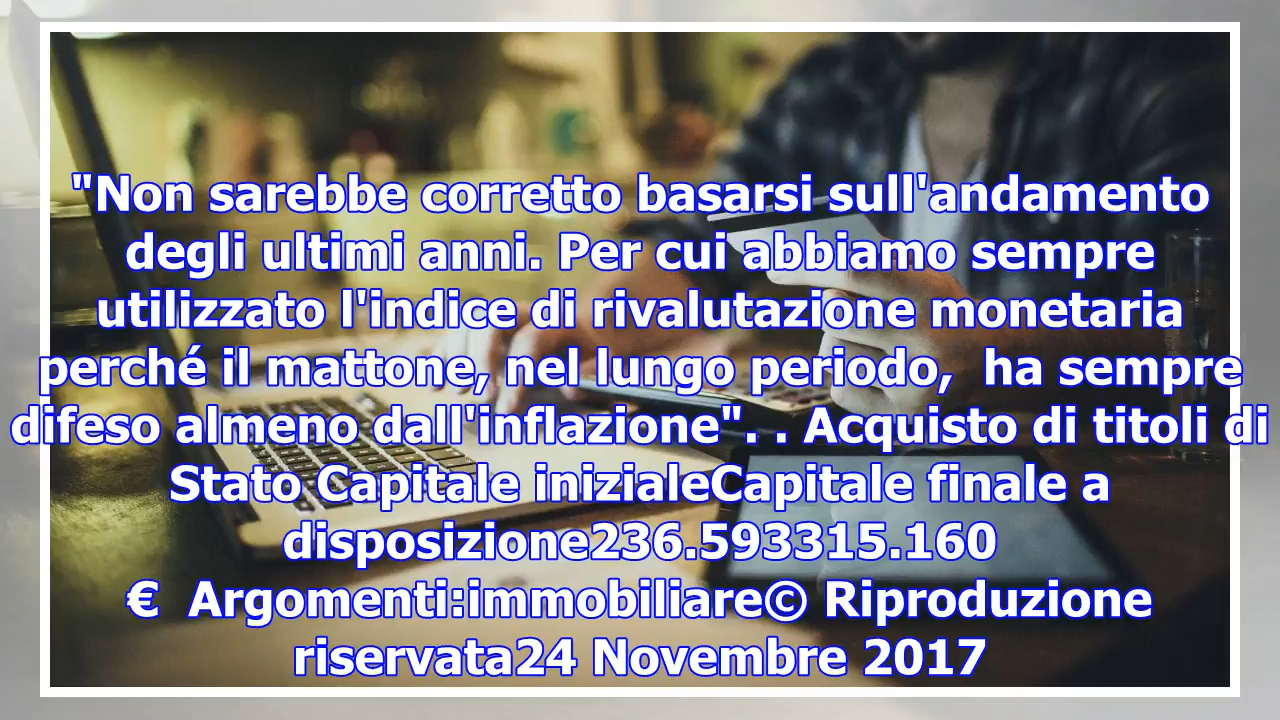 "Non sarebbe corretto basarsi sull'andamento
degli ultimi anni. Per cui abbiamo sempre
utilizzato l'indice di rivalutazione monetaria
perché il mattone, nel lungo periodo,  ha sempre
difeso almeno dall'inflazione". . Acquisto di titoli di
Stato Capitale inizialeCapitale finale a
disposizione236.593315.160
€  Argomenti:immobiliare© Riproduzione
riservata24 Novembre 2017